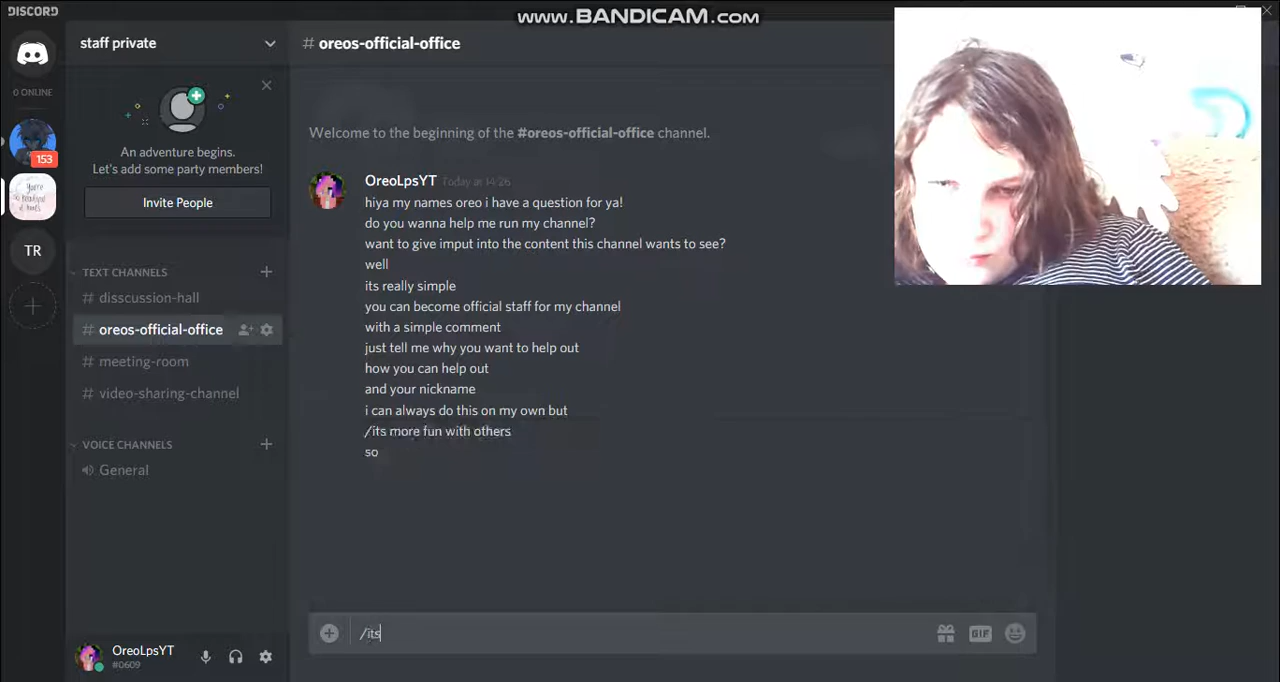 DISCORD
www.BANDICAM.com
staff private
# oreos-official-office
0 ONLINE
153
An adventure begins.
Let's add some party members!
Invite People
TR
TEXT CHANNELS
# disscussion-hall
# oreos-official-office
# meeting-room
# video-sharing-channel
VOICE CHANNELS
General
OreoLpsYT
#0609
Welcome to the beginning of the #oreos-official-office channel.
OreoLpsYT Today at 14:26
hiya my names oreo i have a question for ya!
do you wanna help me run my channel?
want to give imput into the content this channel wants to see?
well
its really simple
you can become official staff for my channel
with a simple comment
just tell me why you want to help out
how you can help out
and your nickname
i can always do this on my own but
/its more fun with others
so
/its
GIF